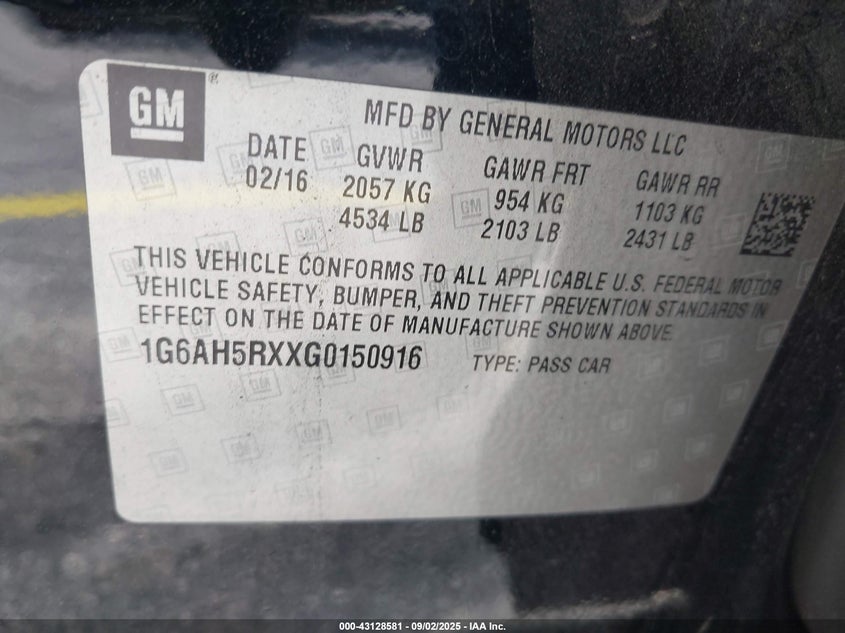 GM®
MFD BY GENERAL MOTORS LLC
DATE GVWR GAWR FRT GAWR RR
02/16 2057 KG 954 KG 1103 KG
4534 LB 2103 LB 2431 LB
THIS VEHICLE CONFORMS TO ALL APPLICABLE U.S. FEDERAL MOTOR
VEHICLE SAFETY, BUMPER, AND THEFT PREVENTION STANDARDS IN
EFFECT ON THE DATE OF MANUFACTURE SHOWN ABOVE.
1G6AH5RXXG0150916 TYPE: PASS CAR
000-43128581 - 09/02/2025 - IAA Inc.